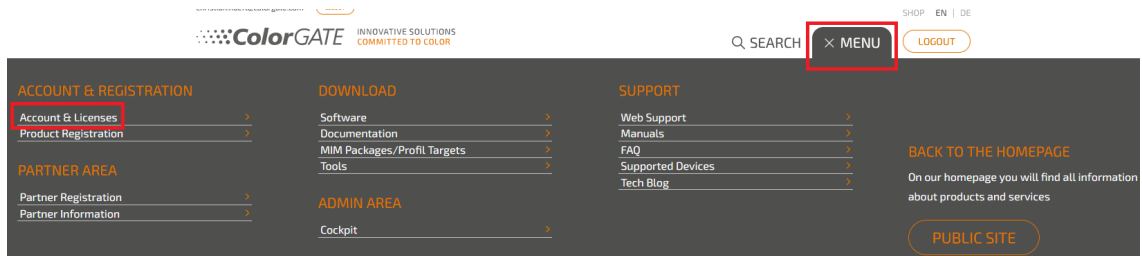 SHOP EN | DE
ColorGATE INNOVATIVE SOLUTIONS
COMMITTED TO COLOR
SEARCH
× MENU
LOGOUT
ACCOUNT & REGISTRATION
Account & Licenses >
Product Registration >
PARTNER AREA
Partner Registration >
Partner Information >
DOWNLOAD
Software >
Documentation >
MIM Packages/Profil Targets >
Tools >
ADMIN AREA
Cockpit >
SUPPORT
Web Support >
Manuals >
FAQ >
Supported Devices >
Tech Blog >
BACK TO THE HOMEPAGE
On our homepage you will find all information
about products and services
PUBLIC SITE